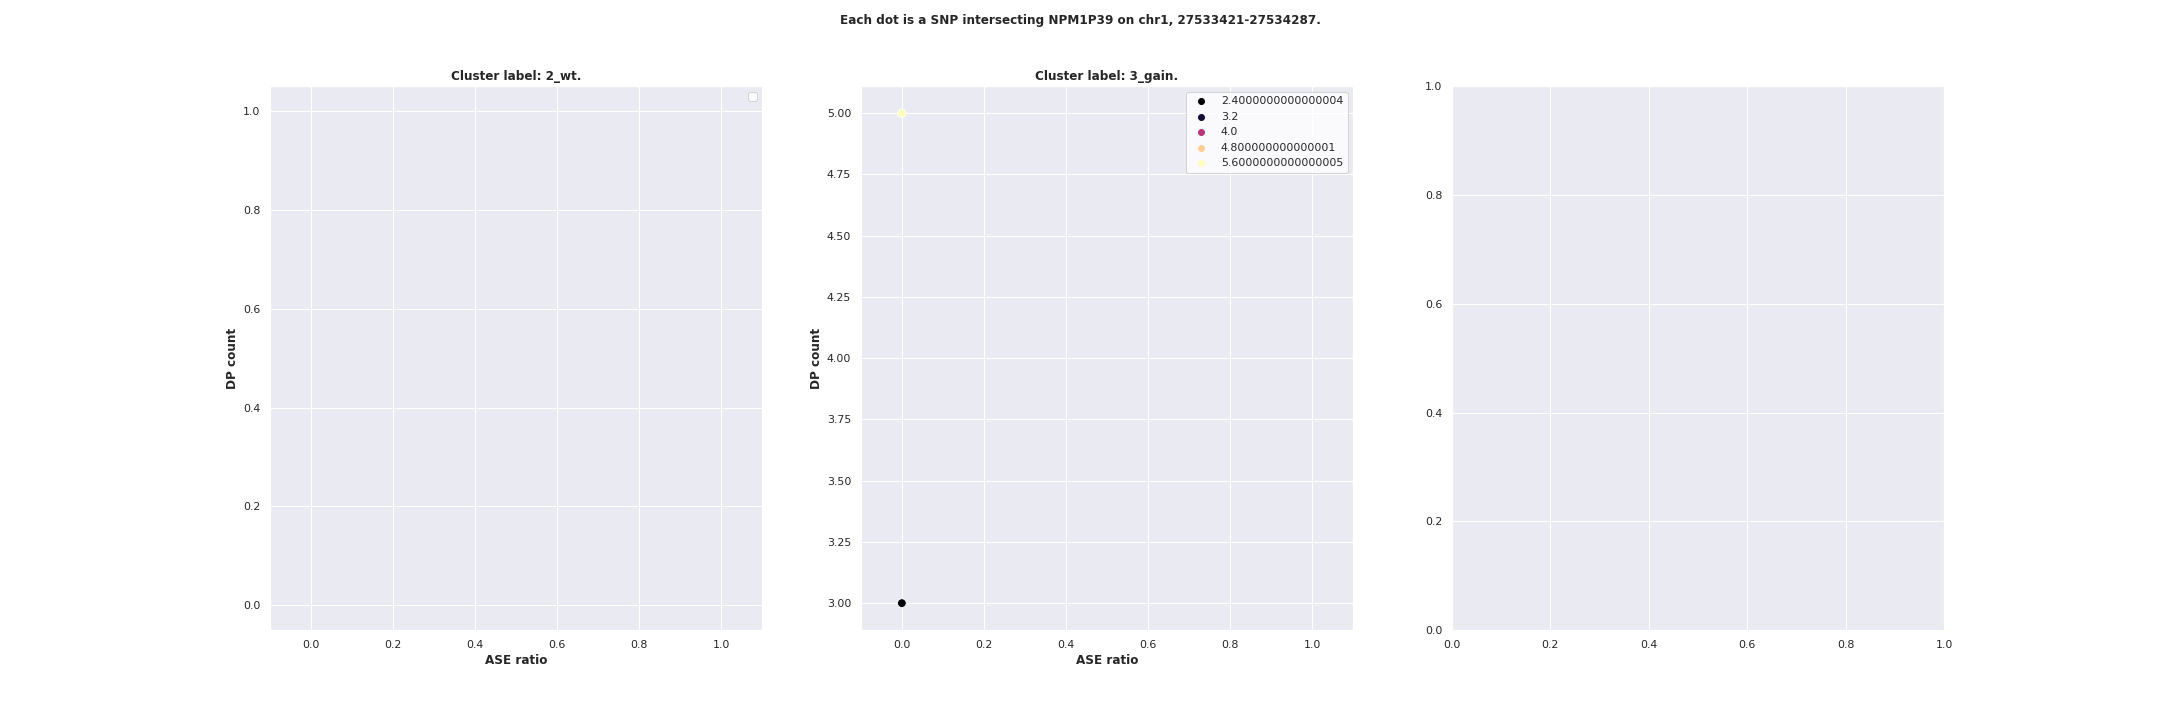 Each dot is a SNP intersecting NPM1P39 on chr1, 27533421-27534287.
Cluster label: 2_wt.
1.0
0.8
0.6
0.4
0.2
0.0
DP count
0.0 0.2 0.4 0.6 0.8 1.0
ASE ratio
Cluster label: 3_gain.
2.4000000000000004
3.2
4.0
4.800000000000001
5.6000000000000005
5.00
4.75
4.50
4.25
4.00
3.75
3.50
3.25
3.00
DP count
0.0 0.2 0.4 0.6 0.8 1.0
ASE ratio
1.0
0.8
0.6
0.4
0.2
0.0
0.0 0.2 0.4 0.6 0.8 1.0